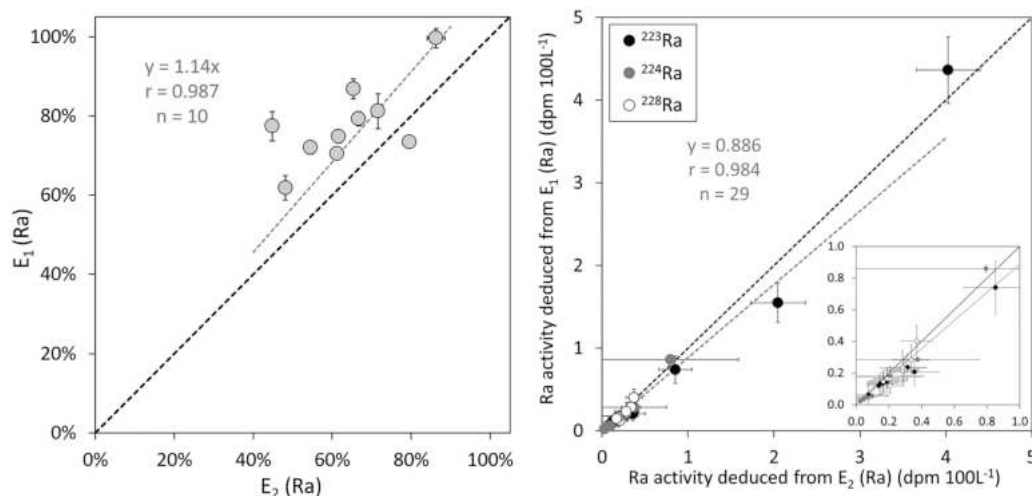 100%
80%
60%
40%
20%
0%
E₁ (Ra)
y = 1.14x
r = 0.987
n = 10
0%
20%
40%
60%
80%
100%
E₂ (Ra)
5
4
3
2
1
0
Ra activity deduced from E₁ (Ra) (dpm 100L⁻¹)
²²³Ra
²²⁴Ra
²²⁸Ra
y = 0.886
r = 0.984
n = 29
1.0
0.8
0.6
0.4
0.2
0.0
0.0
0.2
0.4
0.6
0.8
1.0
0
1
2
3
4
5
Ra activity deduced from E₂ (Ra) (dpm 100L⁻¹)